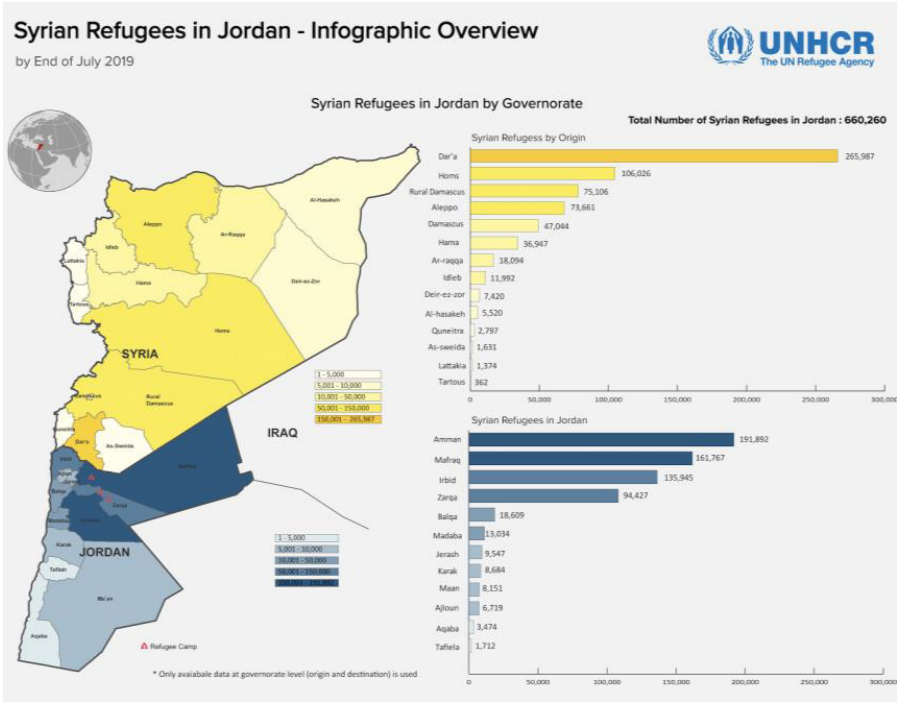 Syrian Refugees in Jordan - Infographic Overview
by End of July 2019
UNHCR
The UN Refugee Agency
Syrian Refugees in Jordan by Governorate
Total Number of Syrian Refugees in Jordan : 660,260
Al-Hasakeh
Aleppo
Ar-Raqqa
Idleb
Lattakia
Hama
Deir-Ez-Zor
Tartous
Homs
SYRIA
Rural
Damascus
Dar'a
As-Sweida
IRAQ
1 - 5,000
5,001 - 10,000
10,001 - 50,000
50,001 - 150,000
150,001 - 265,987
Irbid
Zarqa
Balqa
Karak
JORDAN
Ma'an
Aqaba
1 - 5,000
5,001 - 10,000
10,001 - 50,000
Refugee Camp
* Only avaiabale data at governorate level (origin and destination) is used
Syrian Refugess by Origin
Dar'a 265,987
Homs 106,026
Rural Damascus 75,106
Aleppo 73,661
Damascus 47,044
Hama 36,947
Ar-raqqa 18,094
Idleb 11,992
Deir-ez-zor 7,420
Al-hasakeh 5,520
Quneitra 2,797
As-sweida 1,631
Lattakia 1,374
Tartous 362
0 50,000 100,000 150,000 200,000 250,000 300,000
Syrian Refugees in Jordan
Amman 191,892
Mafraq 161,767
Irbid 135,945
Zarqa 94,427
Balqa 18,609
Madaba 13,034
Jerash 9,547
Karak 8,684
Maan 8,151
Ajloun 6,719
Aqaba 3,474
Tafiela 1,712
0 50,000 100,000 150,000 200,000 250,000 300,000